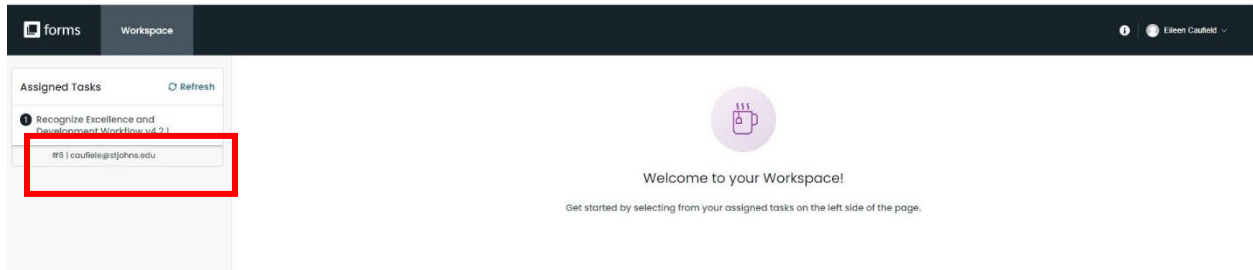 forms
Workspace
Eileen Caufield
Assigned Tasks
Refresh
1 Recognize Excellence and
Development Workflow v4.2.1
#6 | caufiele@stjohns.edu
Welcome to your Workspace!
Get started by selecting from your assigned tasks on the left side of the page.